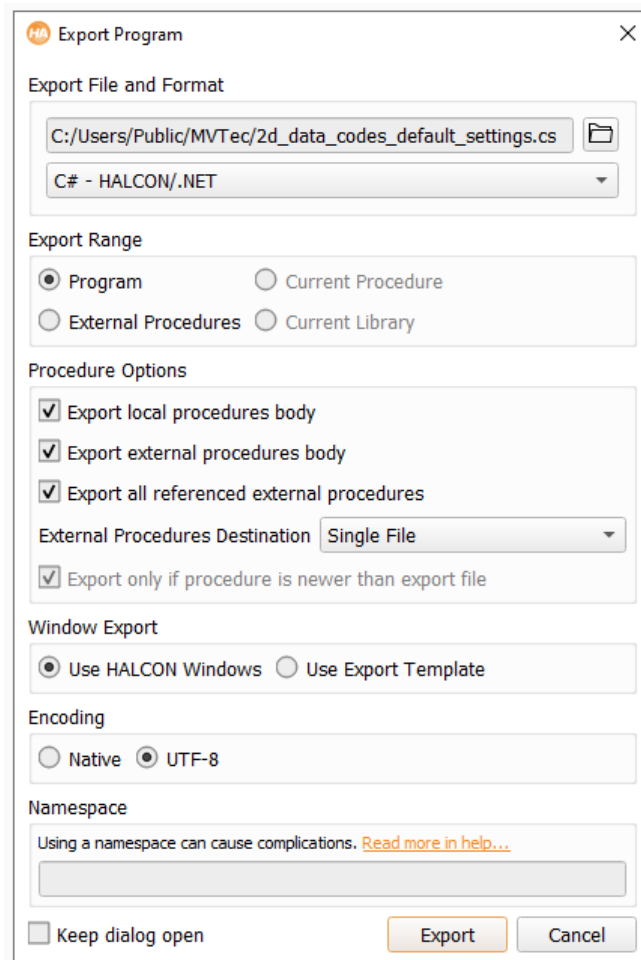 HA Export Program
Export File and Format
C:/Users/Public/MVTec/2d_data_codes_default_settings.cs
C# - HALCON/.NET
Export Range
Program Current Procedure
External Procedures Current Library
Procedure Options
Export local procedures body
Export external procedures body
Export all referenced external procedures
External Procedures Destination Single File
Export only if procedure is newer than export file
Window Export
Use HALCON Windows Use Export Template
Encoding
Native UTF-8
Namespace
Using a namespace can cause complications. Read more in help...
Keep dialog open Export Cancel